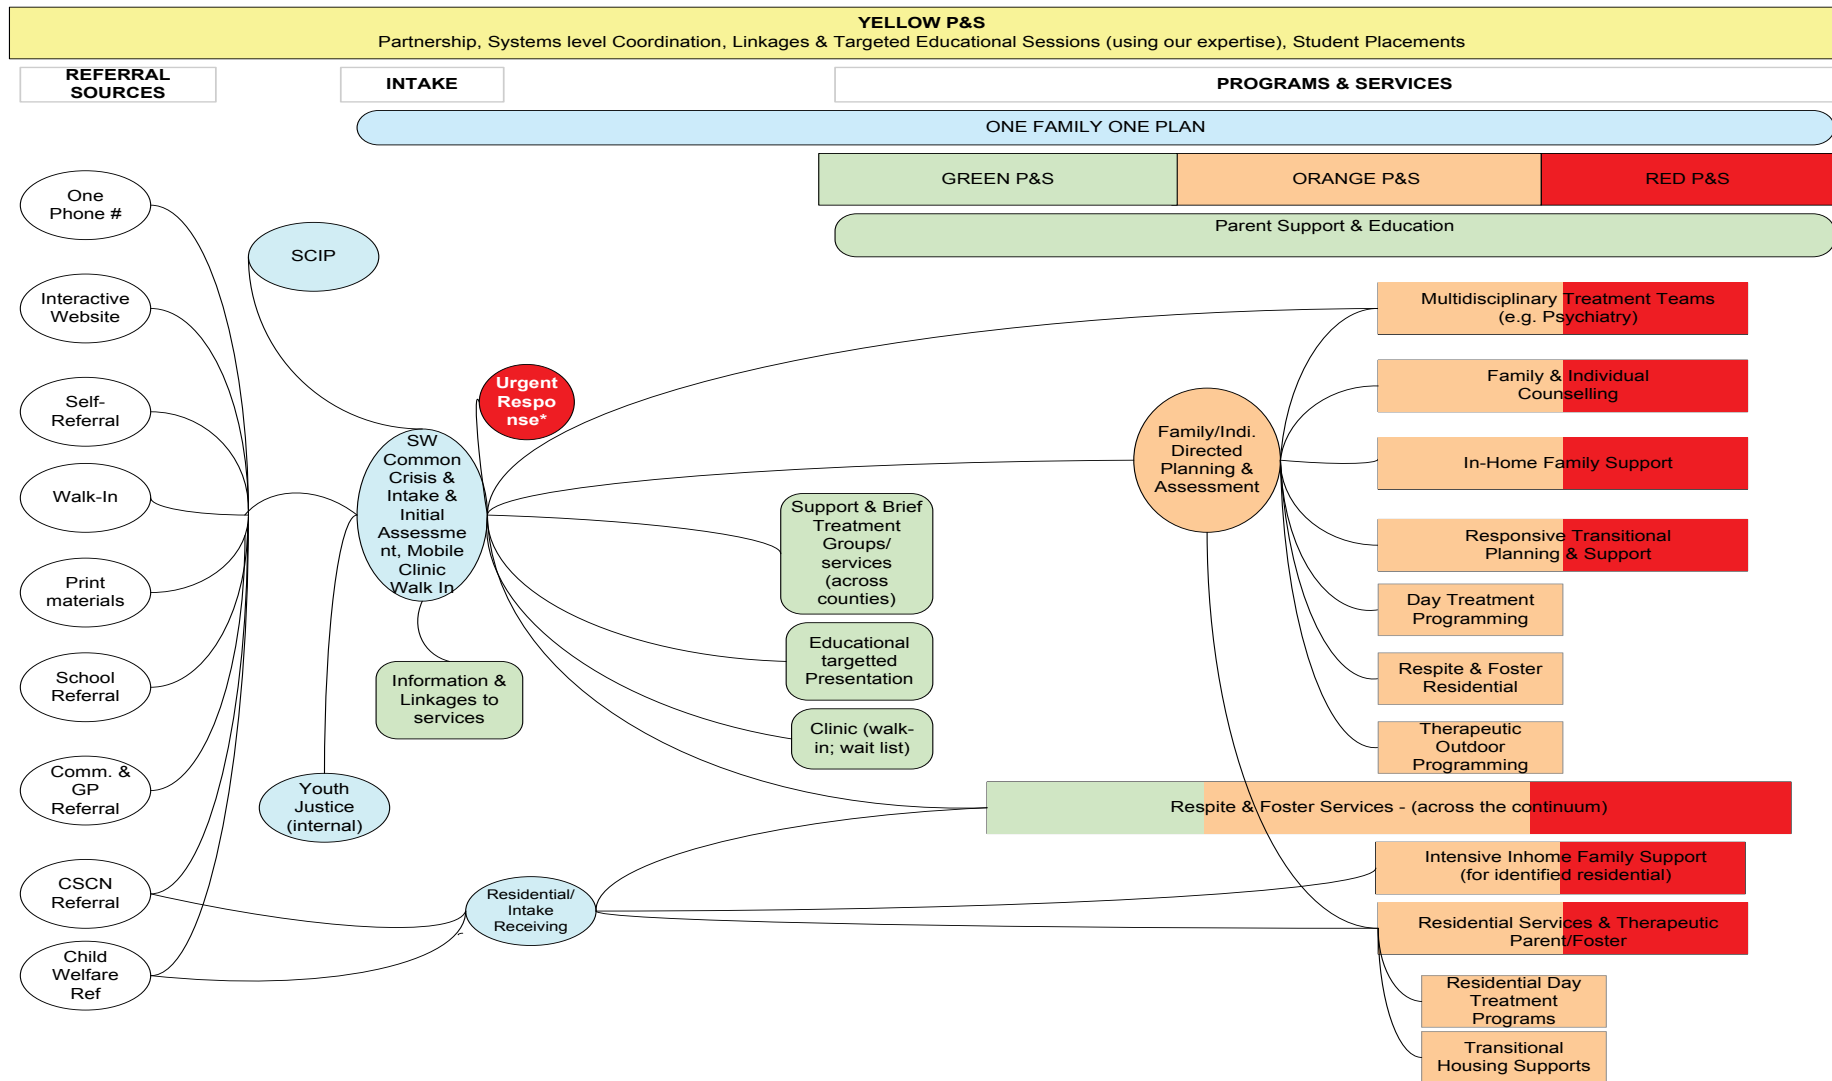 YELLOW P&S
Partnership, Systems level Coordination, Linkages & Targeted Educational Sessions (using our expertise), Student Placements
REFERRAL
SOURCES
INTAKE
PROGRAMS & SERVICES
ONE FAMILY ONE PLAN
GREEN P&S
ORANGE P&S
RED P&S
Parent Support & Education
One
Phone #
Interactive
Website
Self-
Referral
Walk-In
Print
materials
School
Referral
Comm. &
GP
Referral
CSCN
Referral
Child
Welfare
Ref
SCIP
Urgent
Respo
nse*
SW
Common
Crisis &
Intake &
Initial
Assessme
nt, Mobile
Clinic
Walk In
Information &
Linkages to
services
Youth
Justice
(internal)
Residential/
Intake
Receiving
Support & Brief
Treatment
Groups/
services
(across
counties)
Educational
targetted
Presentation
Clinic (walk-
in; wait list)
Family/Indi.
Directed
Planning &
Assessment
Multidisciplinary Treatment Teams
(e.g. Psychiatry)
Family & Individual
Counselling
In-Home Family Support
Responsive Transitional
Planning & Support
Day Treatment
Programming
Respite & Foster
Residential
Therapeutic
Outdoor
Programming
Respite & Foster Services - (across the continuum)
Intensive Inhome Family Support
(for identified residential)
Residential Services & Therapeutic
Parent/Foster
Residential Day
Treatment
Programs
Transitional
Housing Supports